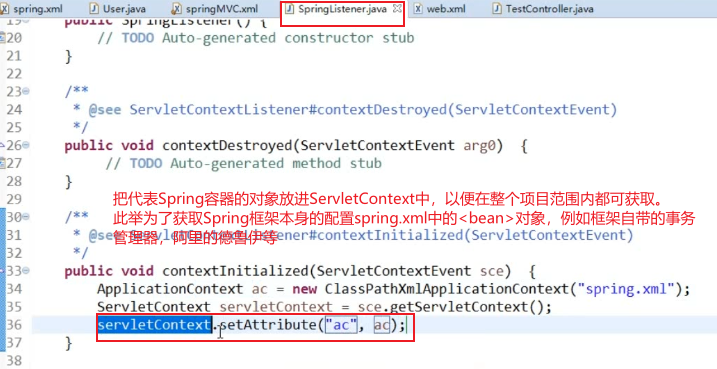 spring.xml User.java springMVC.xml SpringListener.java web.xml TestController.java
19 public SpringListener() {
20 // TODO Auto-generated constructor stub
21 }
22
23 /**
24 * @see ServletContextListener#contextDestroyed(ServletContextEvent)
25 */
26 public void contextDestroyed(ServletContextEvent arg0) {
27 // TODO Auto-generated method stub
28 }
29 把代表Spring容器的对象放进ServletContext中，以便在整个项目范围内都可获取。
30 /** 此举为了获取Spring框架本身的配置spring.xml中的<bean>对象，例如框架自带的事务
31 * @see ServletContextListener#contextInitialized(ServletContextEvent)
管理器，阿里的德鲁伊等
32 */
33 public void contextInitialized(ServletContextEvent sce) {
34 ApplicationContext ac = new ClassPathXmlApplicationContext("spring.xml");
35 ServletContext servletContext = sce.getServletContext();
36 servletContext.setAttribute("ac", ac);
37 }
38